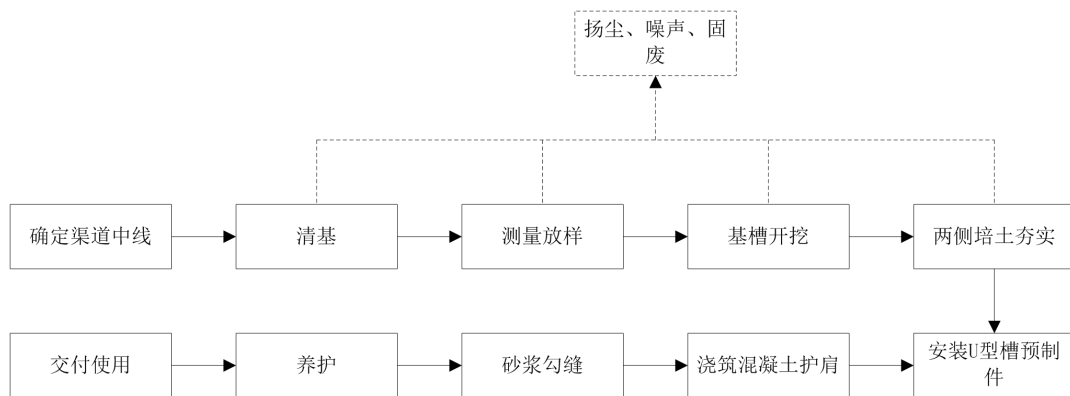 扬尘、噪声、固
废
确定渠道中线
清基
测量放样
基槽开挖
两侧培土夯实
交付使用
养护
砂浆勾缝
浇筑混凝土护肩
安装U型槽预制
件